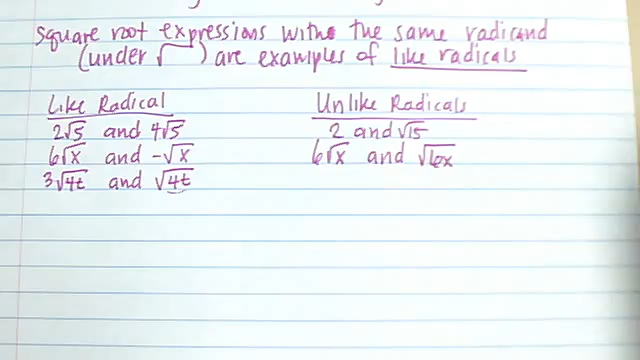 Square root expressions with the same radicand
(under √ ) are examples of like radicals
Like Radical
Unlike Radicals
2√5 and 4√5
2 and √15
6√x and -√x
6√x and √6x
3√4t and √4t